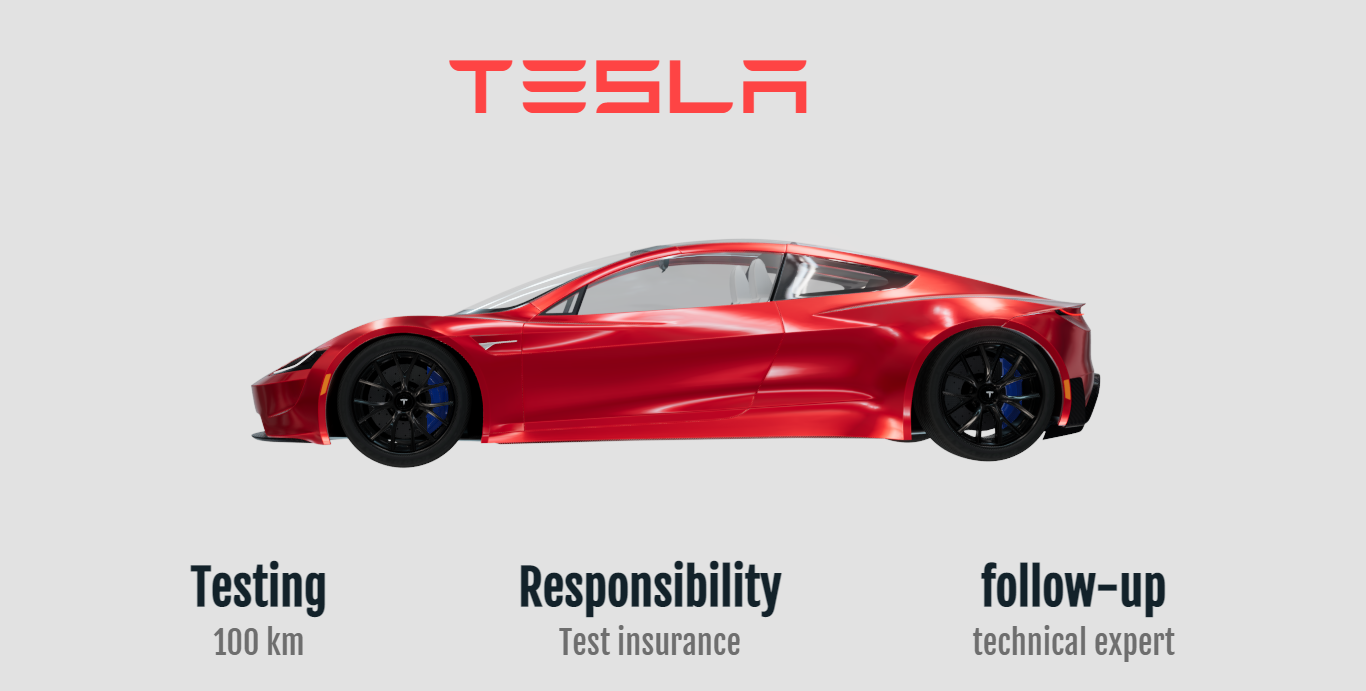 TESLA
Testing
100 km
Responsibility
Test insurance
follow-up
technical expert